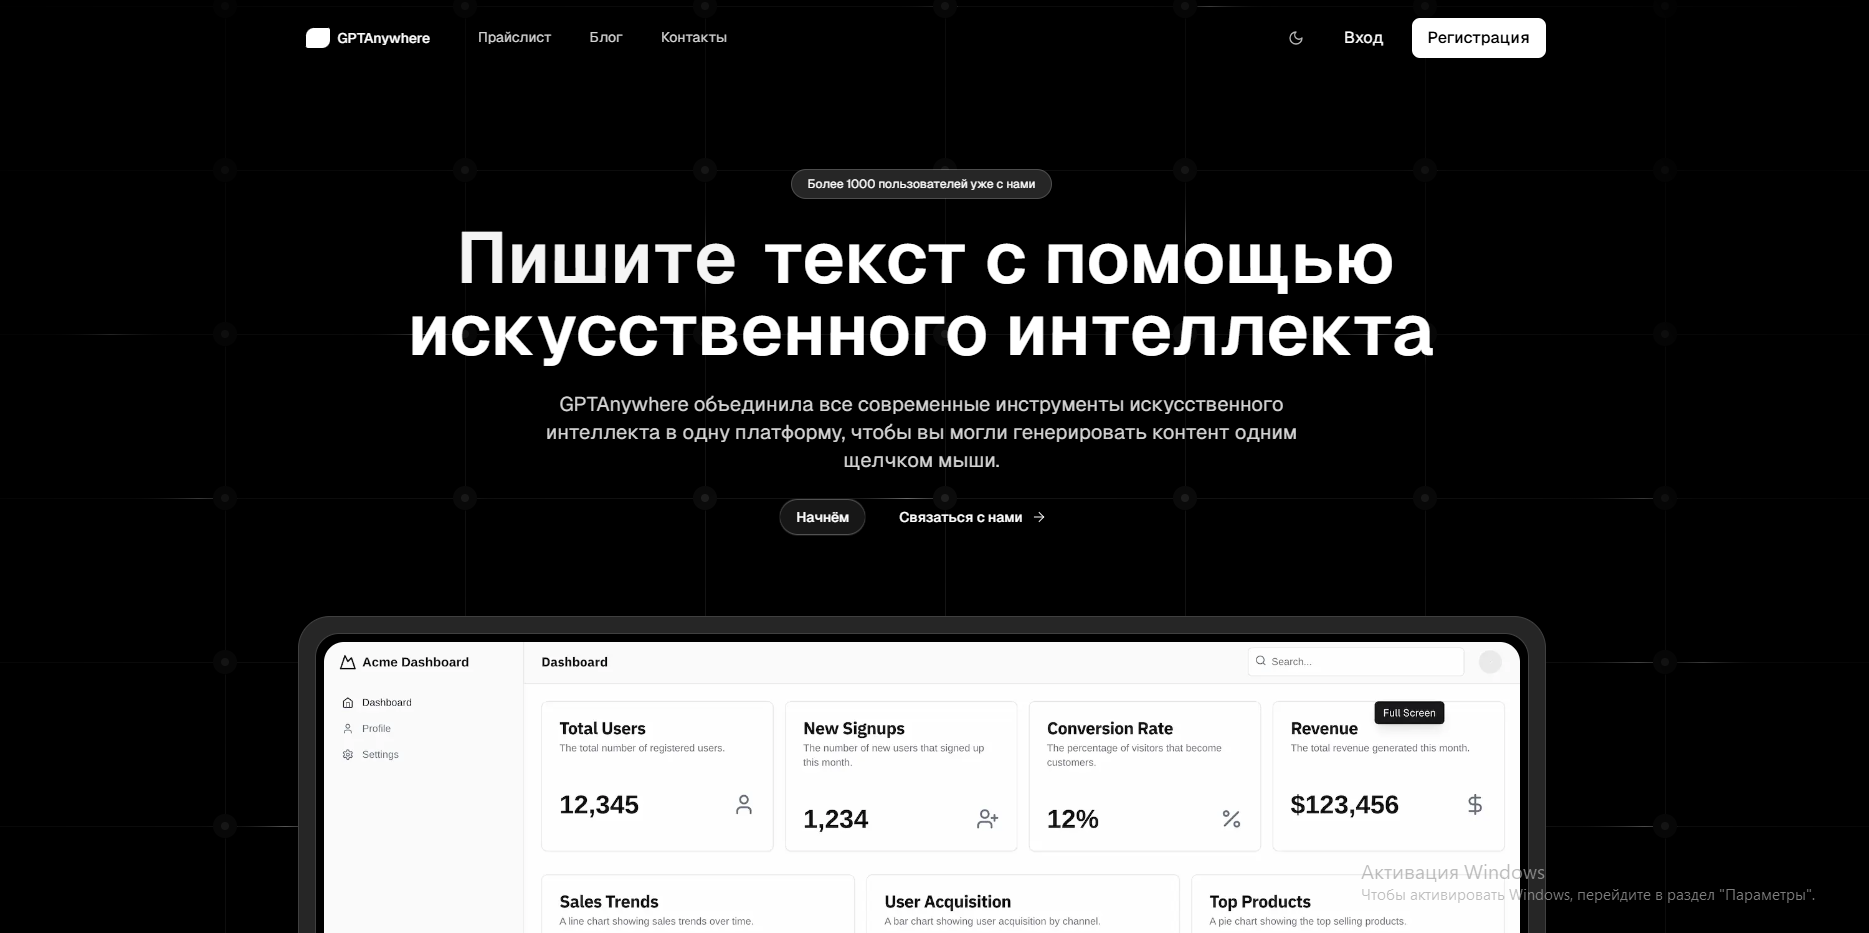 GPTAnywhere
Прайслист
Блог
Контакты
Вход
Регистрация
Более 1000 пользователей уже с нами
Пишите текст с помощью
искусственного интеллекта
GPTAnywhere объединила все современные инструменты искусственного
интеллекта в одну платформу, чтобы вы могли генерировать контент одним
щелчком мыши.
Начнём
Связаться с нами
Acme Dashboard
Dashboard
Profile
Settings
Dashboard
Search...
Total Users
The total number of registered users.
12,345
New Signups
The number of new users that signed up
this month.
1,234
Conversion Rate
The percentage of visitors that become
customers.
12%
Full Screen
Revenue
The total revenue generated this month.
$123,456
Sales Trends
A line chart showing sales trends over time.
User Acquisition
A bar chart showing user acquisition by channel.
Top Products
A pie chart showing the top selling products.
Активация Windows
Чтобы активировать Windows, перейдите в раздел "Параметры".